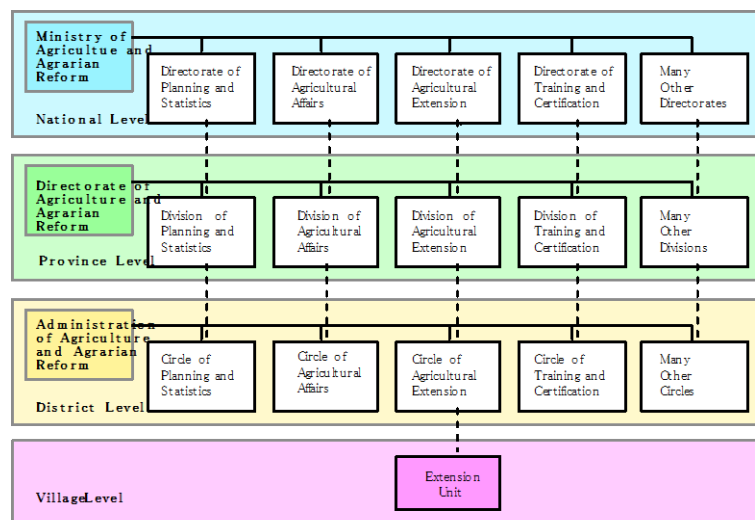 Ministry of
Agricultue and
Agrarian
Reform
National Level
Directorate of
Planning and
Statistics
Directorate of
Agricultural
Affairs
Directorate of
Agricultural
Extension
Directorate of
Training and
Certification
Many
Other
Directorates
Directorate of
Agriculture and
Agrarian
Reform
Province Level
Division of
Planning and
Statistics
Division of
Agricultural
Affairs
Division of
Agricultural
Extension
Division of
Training and
Certification
Many
Other
Divisions
Administration
of Agriculture
and Agrarian
Reform
District Level
Circle of
Planning and
Statistics
Circle of
Agricultural
Affairs
Circle of
Agricultural
Extension
Circle of
Training and
Certification
Many
Other
Circles
Village Level
Extension
Unit